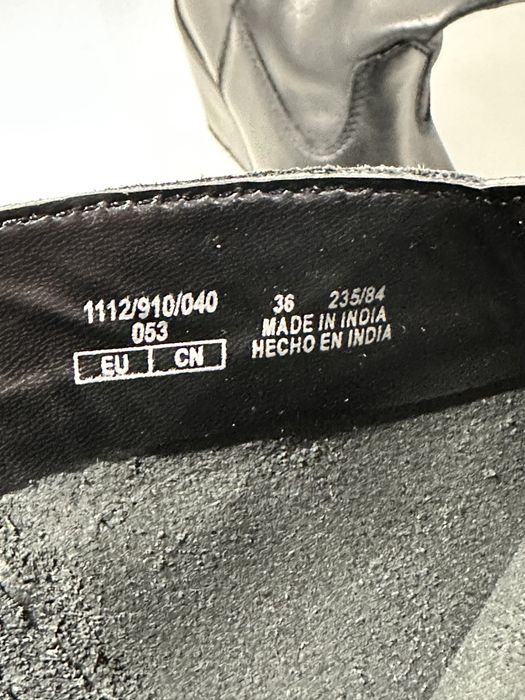 1112/910/040
053
EU CN
36 235/84
MADE IN INDIA
HECHO EN INDIA